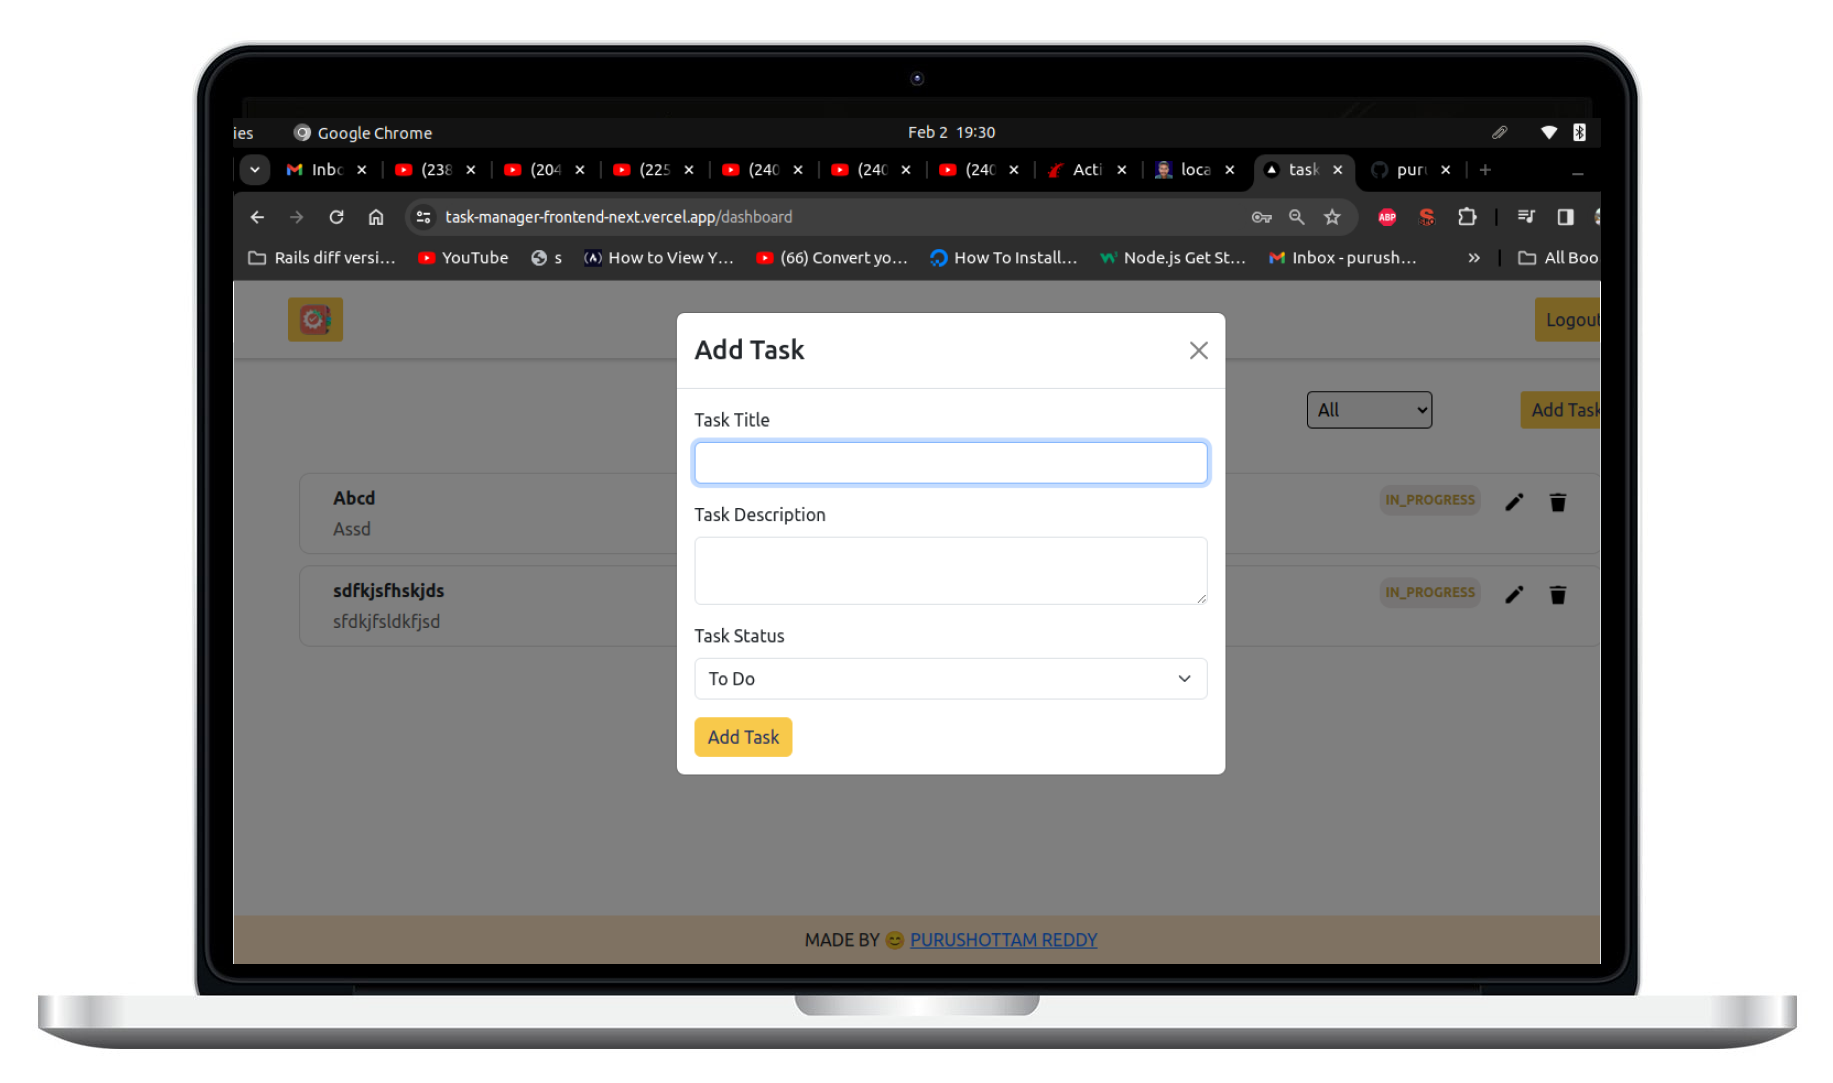 ies Google Chrome Feb 2 19:30
Inbc (238 (204 (225 (240 (240 (240 Acti loca task puru
task-manager-frontend-next.vercel.app/dashboard ABP
Rails diff versi... YouTube s How to View Y... (66) Convert yo... How To Install... Node.js Get St... Inbox - purush... » All Boo
Logout
Add Task
All
Add Task
Task Title
Abcd
Assd
IN_PROGRESS
Task Description
sdfkjsfhskjds
sfdkjfsldkfjsd
IN_PROGRESS
Task Status
To Do
Add Task
MADE BY 😊 PURUSHOTTAM REDDY